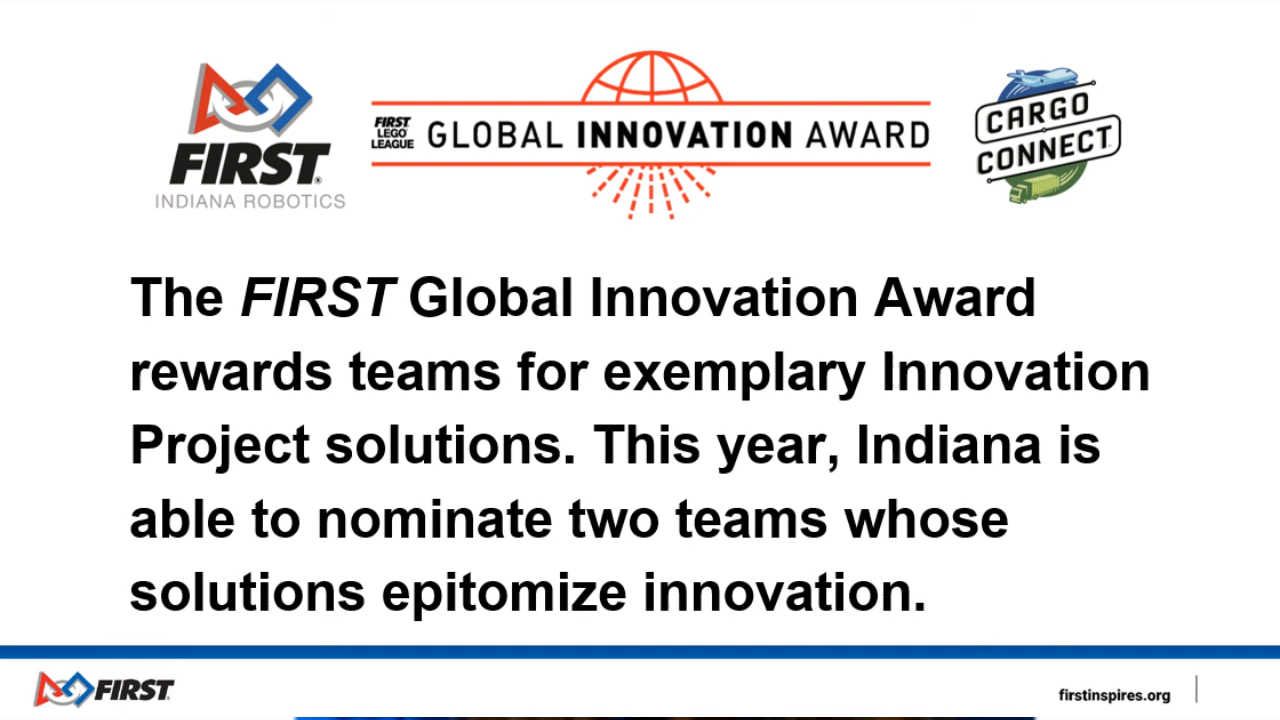 FIRST
INDIANA ROBOTICS
FIRST
LEGO
LEAGUE
GLOBAL INNOVATION AWARD
CARGO
CONNECT
The FIRST Global Innovation Award
rewards teams for exemplary Innovation
Project solutions. This year, Indiana is
able to nominate two teams whose
solutions epitomize innovation.
FIRST
firstinspires.org